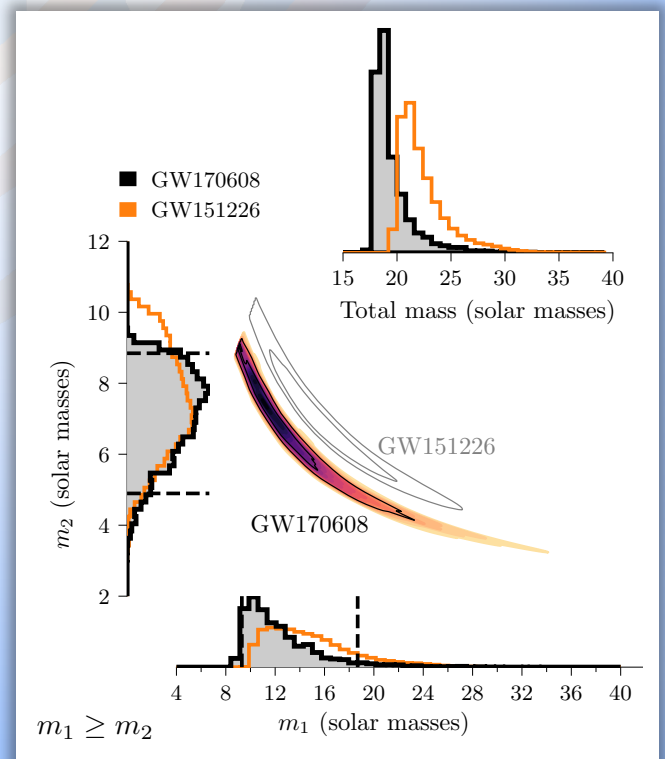 GW170608
GW151226
15 20 25 30 35 40
Total mass (solar masses)
12
10
8
6
4
2
m₂ (solar masses)
GW151226
GW170608
4 8 12 16 20 24 28 32 36 40
m₁ (solar masses)
m₁ ≥ m₂